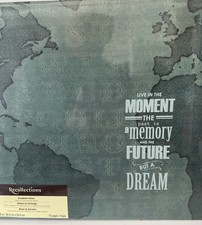 LIVE IN THE
MOMENT
THE
past is
a memory
AND THE
FUTURE
BUT A
DREAM
Recollections